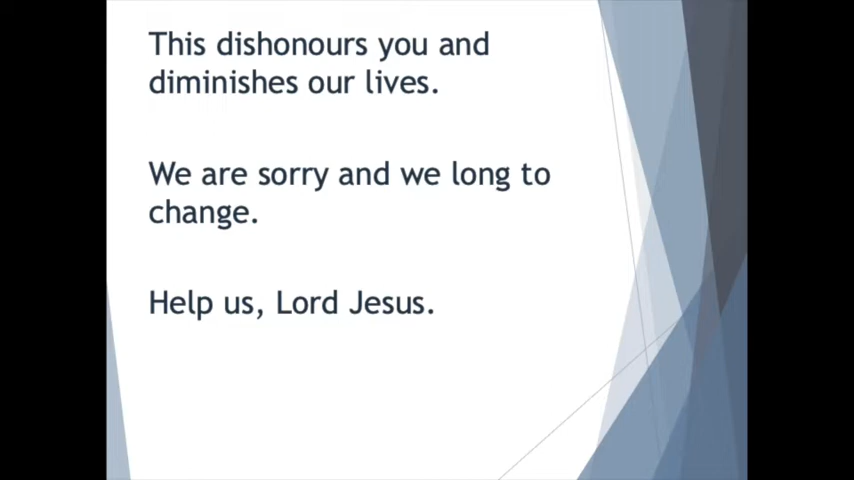 This dishonours you and
diminishes our lives.
We are sorry and we long to
change.
Help us, Lord Jesus.